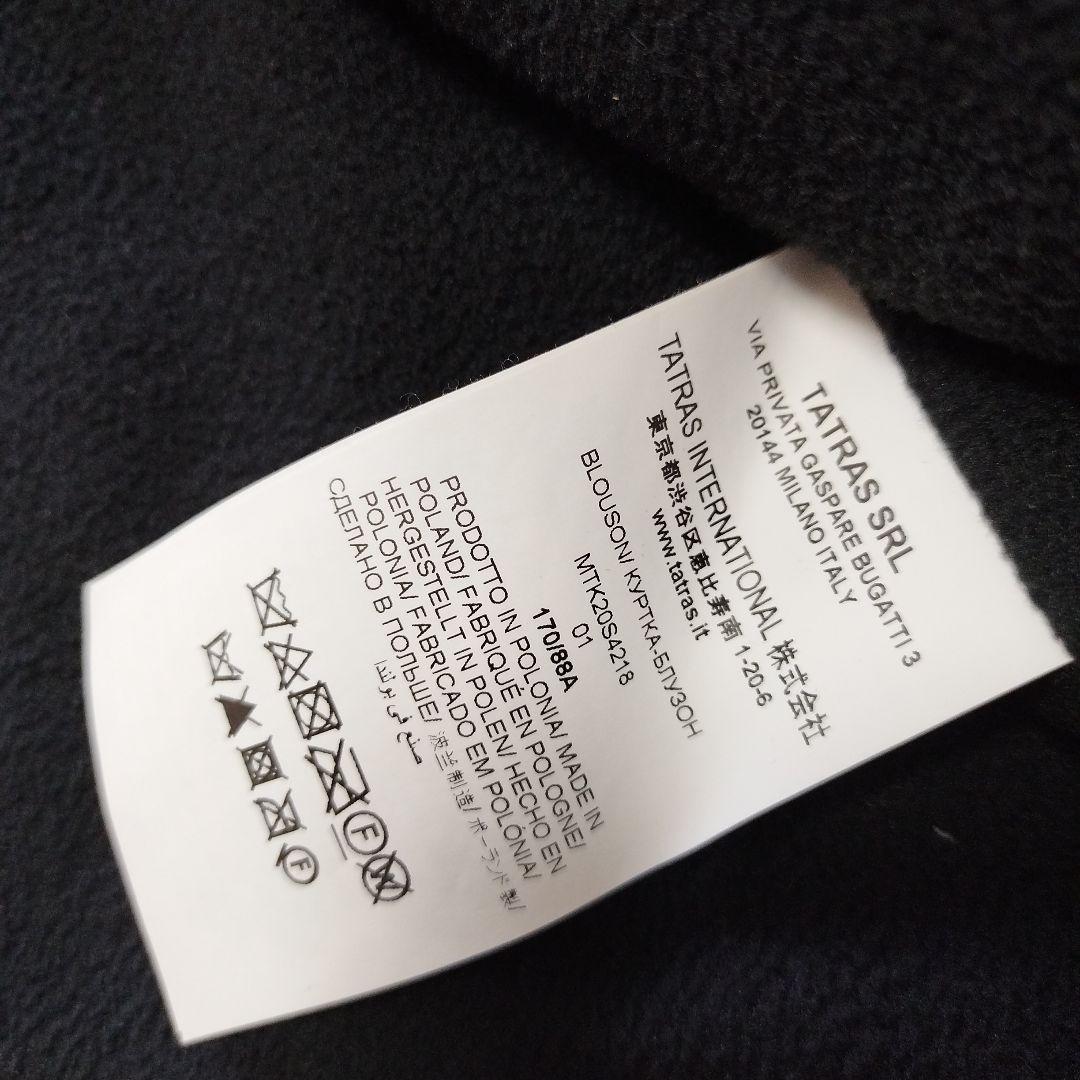 TATRAS SRL
VIA PRIVATA GASPARE BUGATTI 3
20144 MILANO ITALY
TATRAS INTERNATIONAL 株式会社
東京都渋谷区恵比寿南 1-20-6
www.tatras.it
BLOUSON/ КУРТКА-БЛУЗОН
MTK20S4218
01
170/88A
PRODOTTO IN POLONIA/ MADE IN
POLAND/ FABRIQUÉ EN POLOGNE/
HERGESTELLT IN POLEN/ HECHO EN
POLONIA/ FABRICADO EM POLÓNIA/
СДЕЛАНО В ПОЛЬШЕ/ 波兰制造/ ポーランド製/
صنع في بولندا
F
W
F